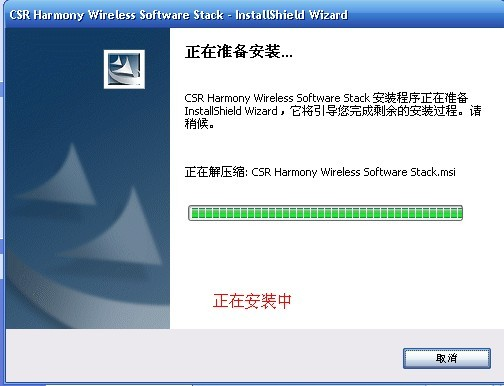 CSR Harmony Wireless Software Stack - InstallShield Wizard
正在准备安装...
CSR Harmony Wireless Software Stack 安装程序正在准备
InstallShield Wizard，它将引导您完成剩余的安装过程。请
稍候。
正在解压缩: CSR Harmony Wireless Software Stack.msi
正在安装中
取消